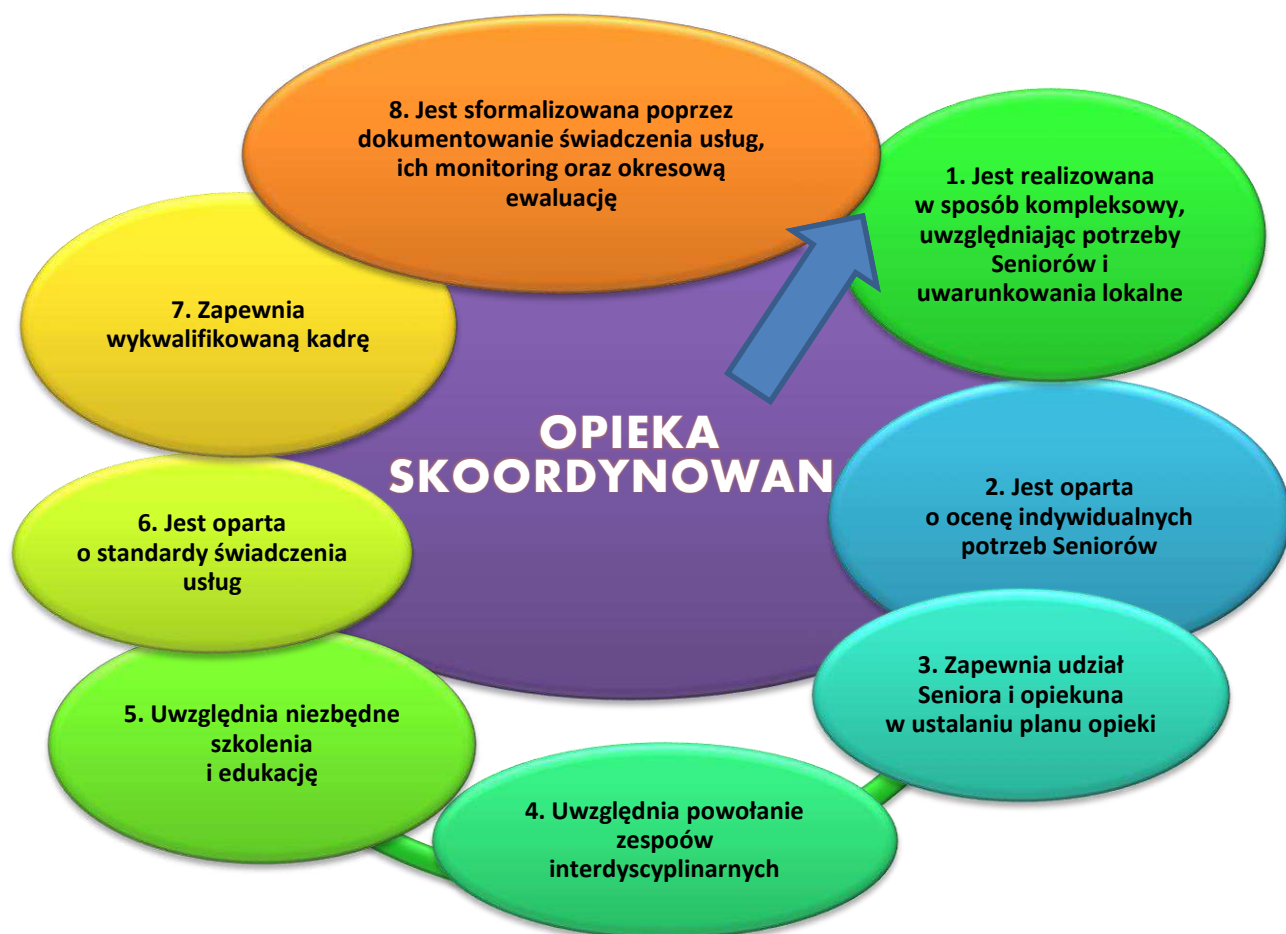 8. Jest sformalizowana poprzez
dokumentowanie świadczenia usług,
ich monitoring oraz okresową
ewaluację
1. Jest realizowana
w sposób kompleksowy,
uwzględniając potrzeby
Seniorów i
uwarunkowania lokalne
7. Zapewnia
wykwalifikowaną kadrę
OPIEKA
SKOORDYNOWAN
2. Jest oparta
o ocenę indywidualnych
potrzeb Seniorów
6. Jest oparta
o standardy świadczenia
usług
3. Zapewnia udział
Seniora i opiekuna
w ustalaniu planu opieki
5. Uwzględnia niezbędne
szkolenia
i edukację
4. Uwzględnia powołanie
zespoów
interdyscyplinarnych